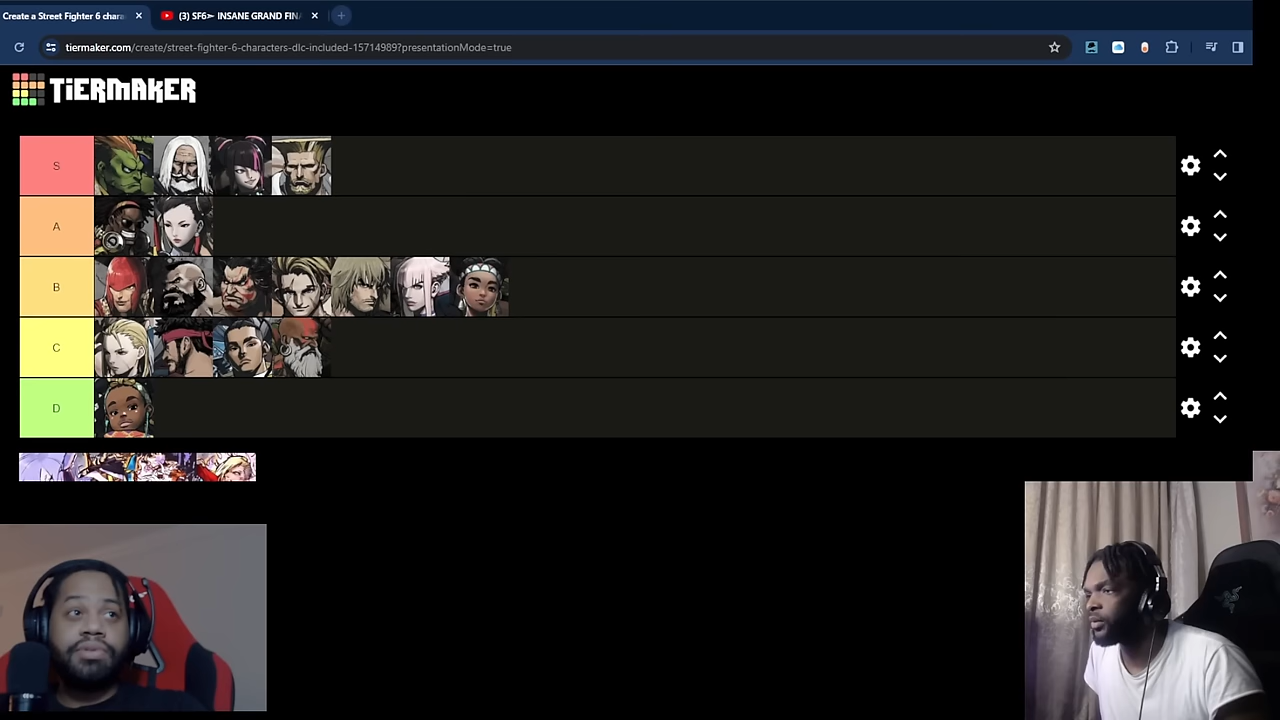 Create a Street Fighter 6 chara
(3) SF6➣ INSANE GRAND FIN
tiermaker.com/create/street-fighter-6-characters-dlc-included-15714989?presentationMode=true
TiERMAKER
S
A
B
C
D